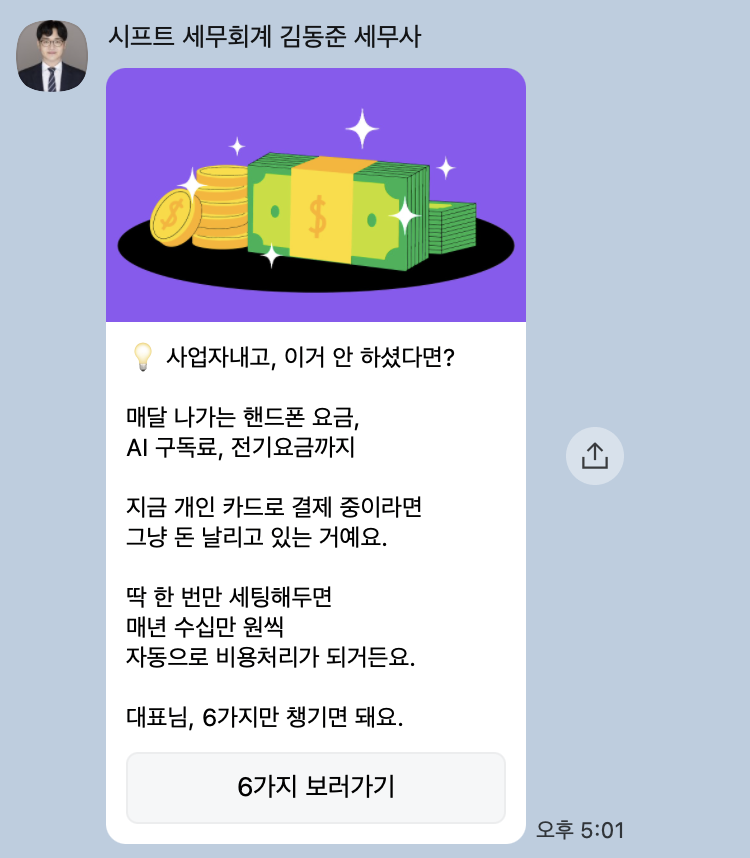 시프트 세무회계 김동준 세무사
💡 사업자내고, 이거 안 하셨다면?
매달 나가는 핸드폰 요금,
AI 구독료, 전기요금까지
지금 개인 카드로 결제 중이라면
그냥 돈 날리고 있는 거예요.
딱 한 번만 세팅해두면
매년 수십만 원씩
자동으로 비용처리가 되거든요.
대표님, 6가지만 챙기면 돼요.
6가지 보러가기
오후 5:01